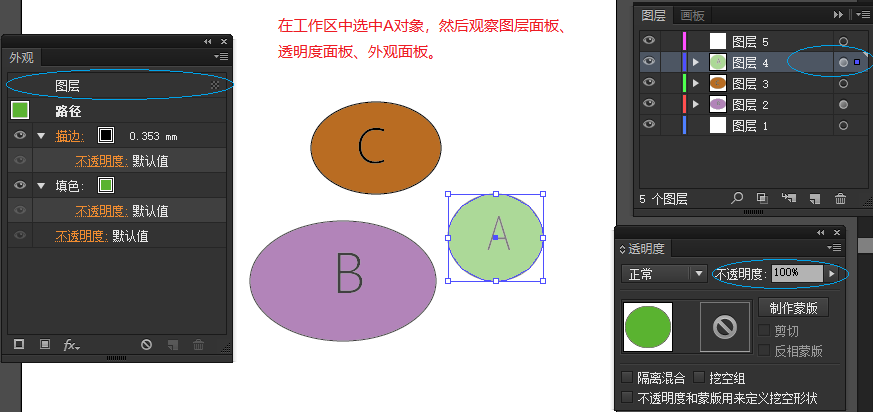 在工作区中选中A对象，然后观察图层面板、
透明度面板、外观面板。
外观
图层
路径
描边: 0.353 mm
不透明度: 默认值
填色:
不透明度: 默认值
不透明度: 默认值
fx
C
B
A
图层 画板
图层 5
图层 4
图层 3
图层 2
图层 1
5 个图层
透明度
正常 不透明度: 100%
制作蒙版
剪切
反相蒙版
隔离混合 挖空组
不透明度和蒙版用来定义挖空形状